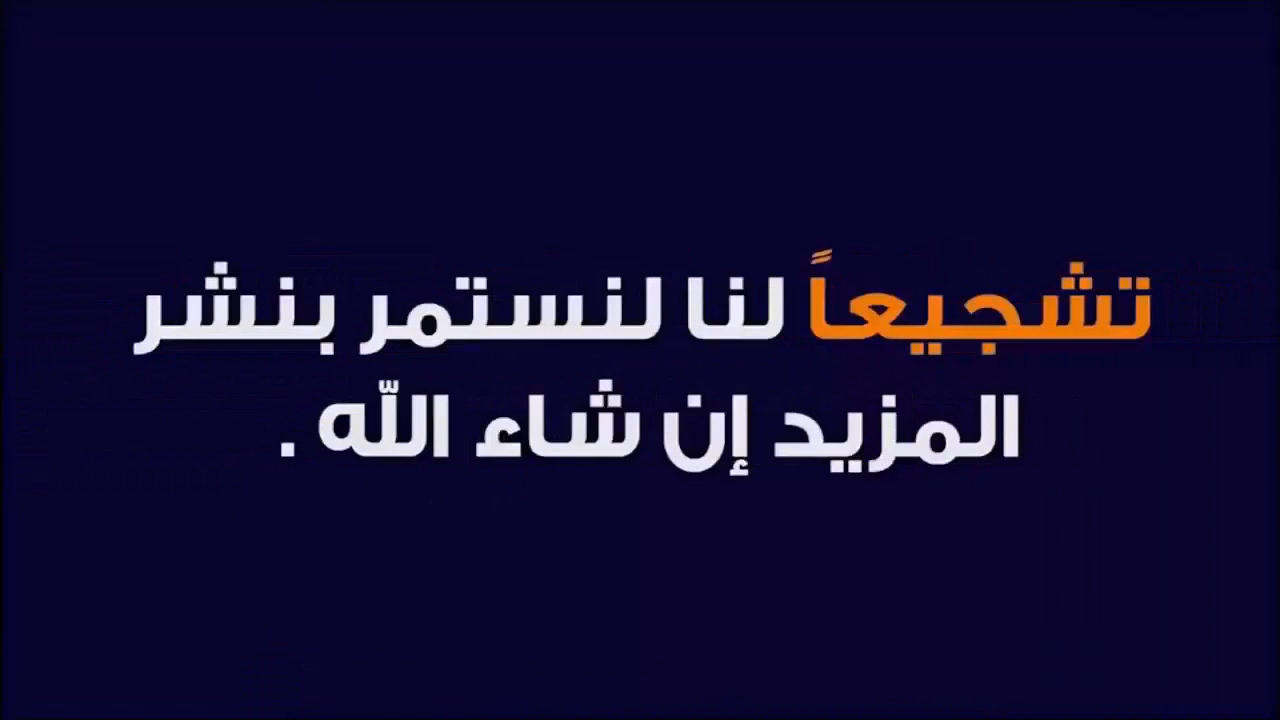 تشجيعاً لنا لنستمر بنشر
المزيد إن شاء اللّه .